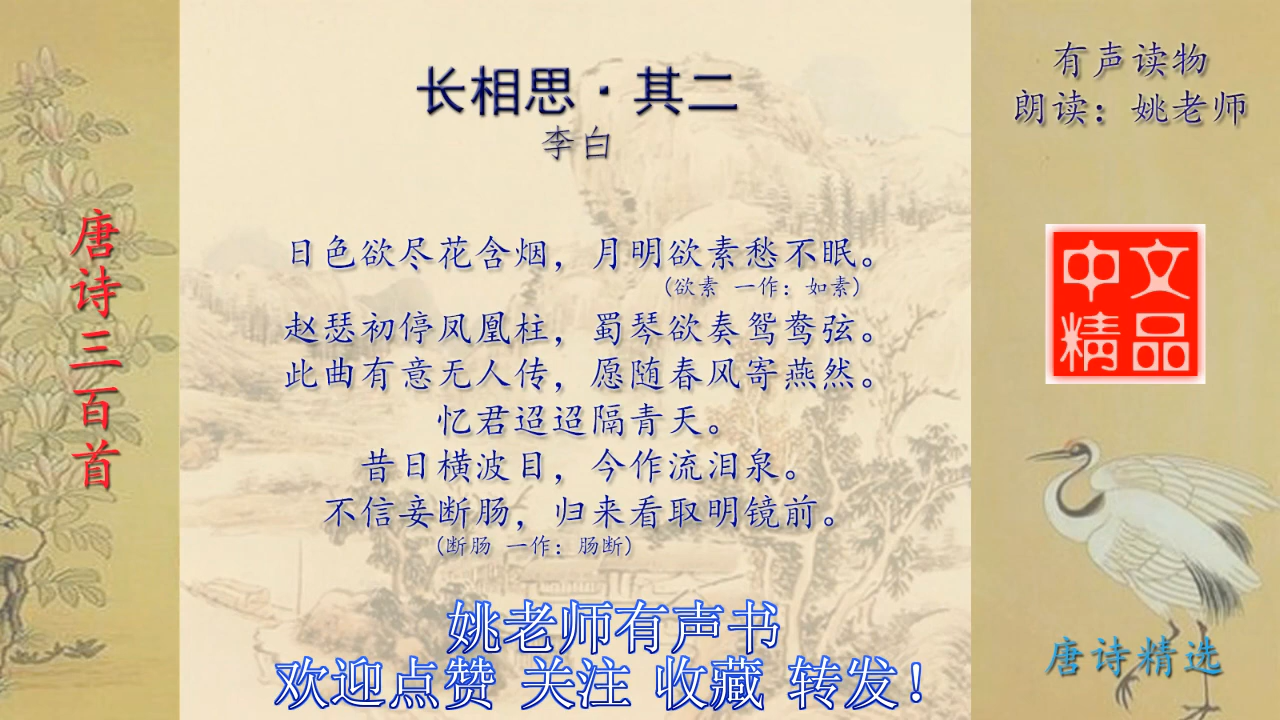 长相思·其二
李白
日色欲尽花含烟，月明欲素愁不眠。
(欲素 一作：如素)
赵瑟初停凤凰柱，蜀琴欲奏鸳鸯弦。
此曲有意无人传，愿随春风寄燕然。
忆君迢迢隔青天。
昔日横波目，今作流泪泉。
不信妾断肠，归来看取明镜前。
(断肠 一作：肠断)
姚老师有声书
欢迎点赞 关注 收藏 转发！
唐诗三百首
有声读物
朗读：姚老师
中文
精品
唐诗精选